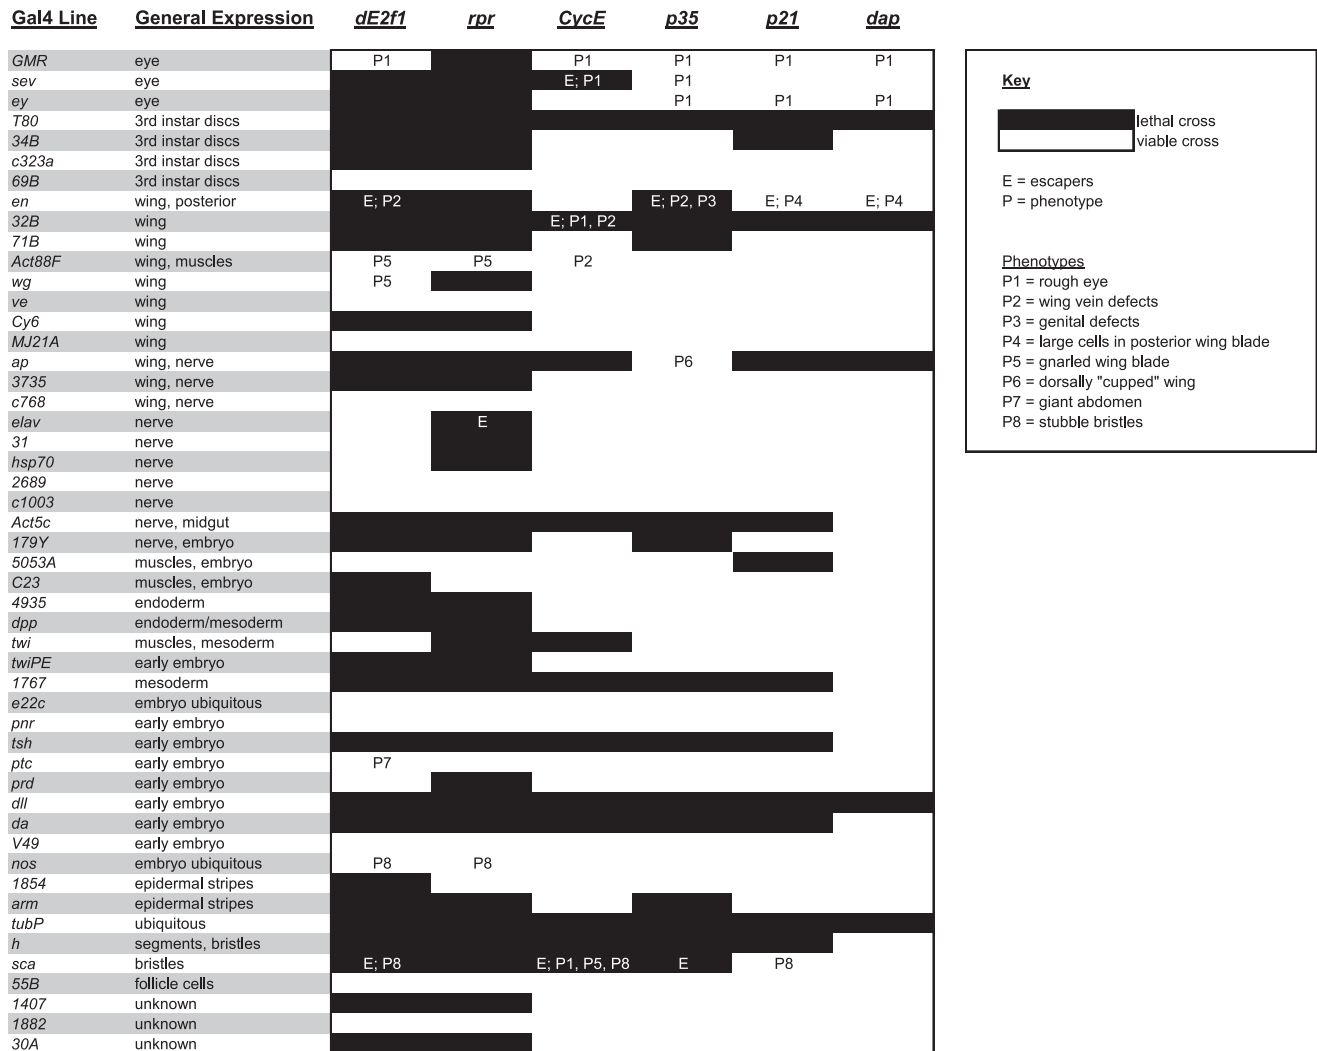 Gal4 Line General Expression dE2f1 rpr CycE p35 p21 dap
GMR eye P1 P1 P1 P1 P1
sev eye E; P1 P1
ey eye P1 P1 P1
T80 3rd instar discs
34B 3rd instar discs
c323a 3rd instar discs
69B 3rd instar discs
en wing, posterior E; P2 E; P2, P3 E; P4 E; P4
32B wing E; P1, P2
71B wing
Act88F wing, muscles P5 P5 P2
wg wing P5
ve wing
Cy6 wing
MJ21A wing
ap wing, nerve P6
3735 wing, nerve
c768 wing, nerve
elav nerve E
31 nerve
hsp70 nerve
2689 nerve
c1003 nerve
Act5c nerve, midgut
179Y nerve, embryo
5053A muscles, embryo
C23 muscles, embryo
4935 endoderm
dpp endoderm/mesoderm
twi muscles, mesoderm
twiPE early embryo
1767 mesoderm
e22c embryo ubiquitous
pnr early embryo
tsh early embryo
ptc early embryo P7
prd early embryo
dll early embryo
da early embryo
V49 early embryo
nos embryo ubiquitous P8 P8
1854 epidermal stripes
arm epidermal stripes
tubP ubiquitous
h segments, bristles
sca bristles E; P8 E; P1, P5, P8 E P8
55B follicle cells
1407 unknown
1882 unknown
30A unknown
Key
lethal cross
viable cross
E = escapers
P = phenotype
Phenotypes
P1 = rough eye
P2 = wing vein defects
P3 = genital defects
P4 = large cells in posterior wing blade
P5 = gnarled wing blade
P6 = dorsally "cupped" wing
P7 = giant abdomen
P8 = stubble bristles